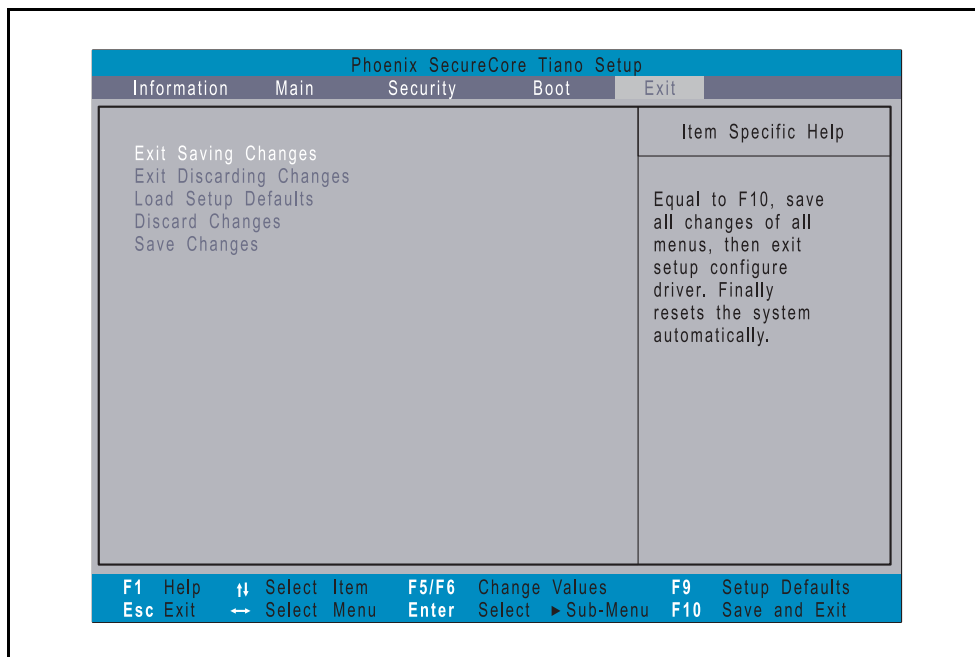 Phoenix SecureCore Tiano Setup
Information Main Security Boot Exit
Exit Saving Changes
Exit Discarding Changes
Load Setup Defaults
Discard Changes
Save Changes
Item Specific Help
Equal to F10, save
all changes of all
menus, then exit
setup configure
driver. Finally
resets the system
automatically.
F1 Help ↑↓ Select Item F5/F6 Change Values F9 Setup Defaults
Esc Exit ↔ Select Menu Enter Select ►Sub-Menu F10 Save and Exit